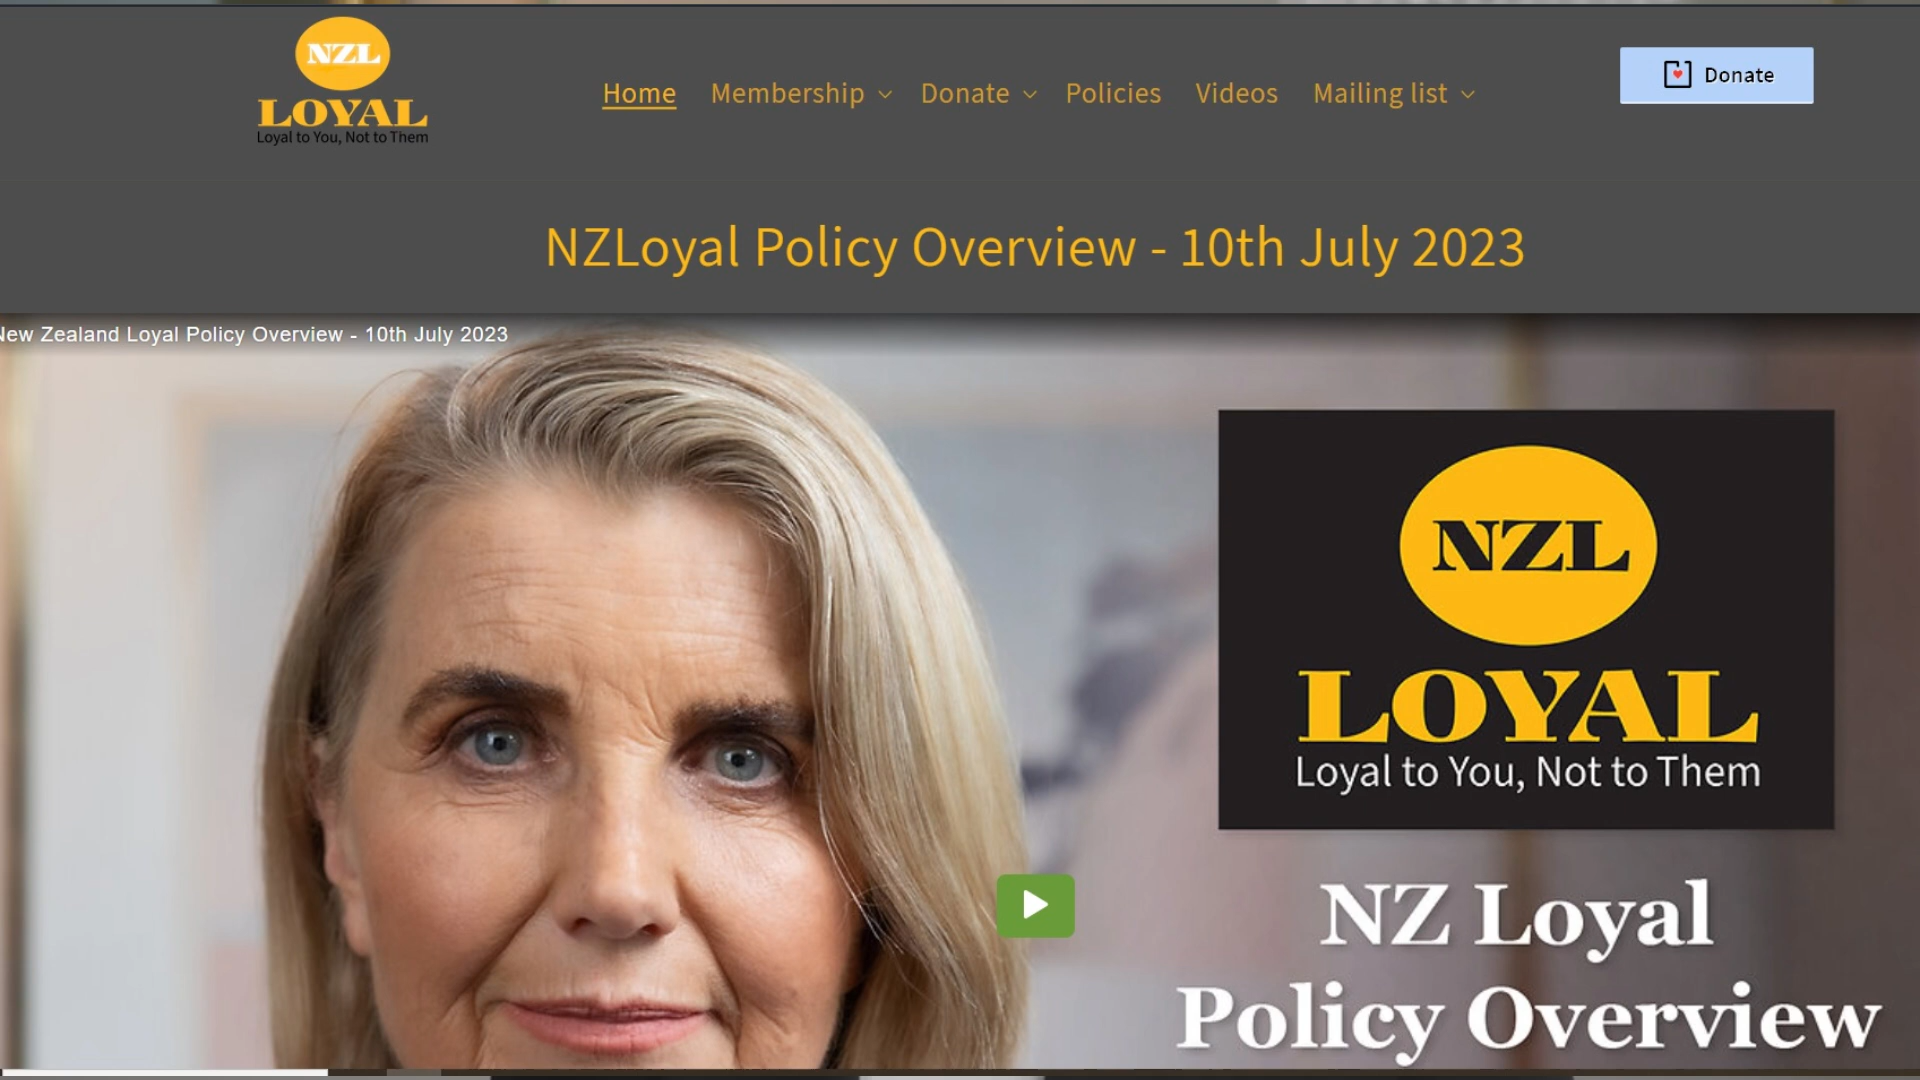 NZL
LOYAL
Loyal to You, Not to Them
Home Membership Donate Policies Videos Mailing list
Donate
NZLoyal Policy Overview - 10th July 2023
New Zealand Loyal Policy Overview - 10th July 2023
NZL
LOYAL
Loyal to You, Not to Them
NZ Loyal
Policy Overview